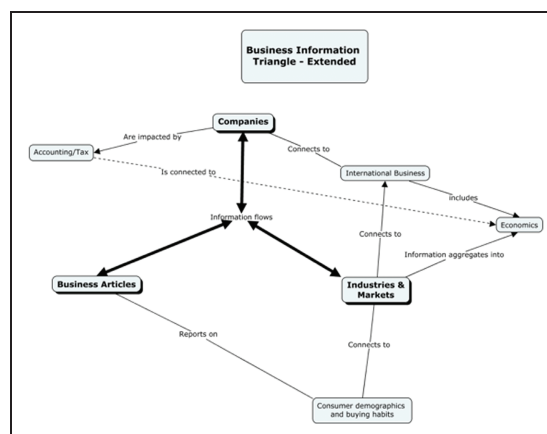 Business Information
Triangle - Extended
Companies
Are impacted by
Accounting/Tax
Connects to
Is connected to
International Business
includes
Information flows
Economics
Connects to
Information aggregates into
Business Articles
Industries &
Markets
Reports on
Connects to
Consumer demographics
and buying habits